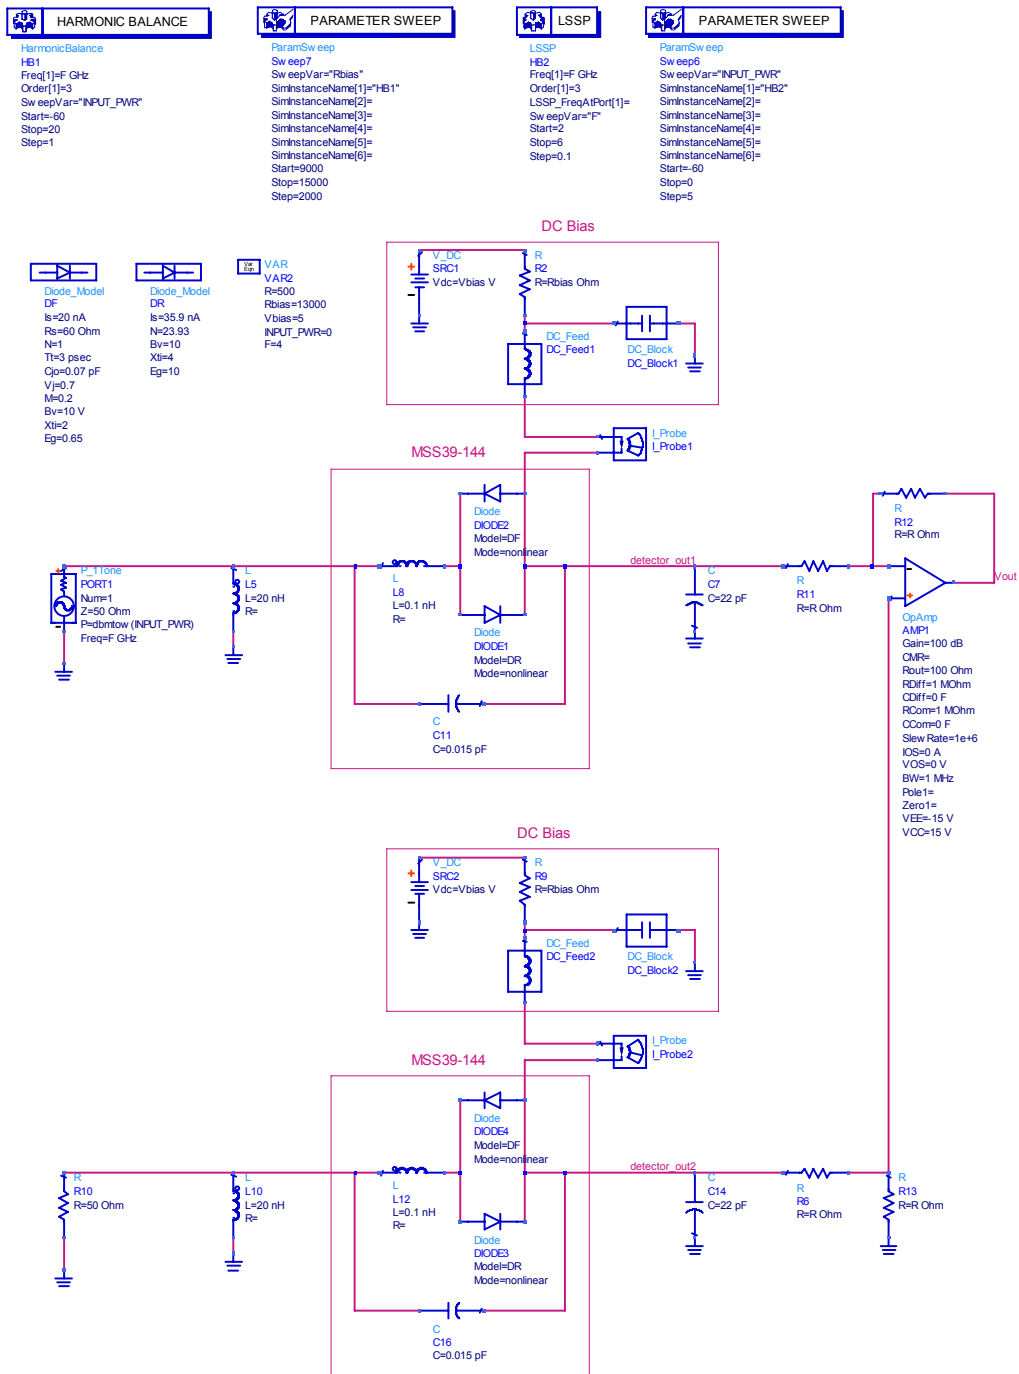 HARMONIC BALANCE
HarmonicBalance
HB1
Freq[1]=F GHz
Order[1]=3
SweepVar="INPUT_PWR"
Start=-60
Stop=20
Step=1
PARAMETER SWEEP
ParamSweep
Sweep7
SweepVar="Rbias"
SimInstanceName[1]="HB1"
SimInstanceName[2]=
SimInstanceName[3]=
SimInstanceName[4]=
SimInstanceName[5]=
SimInstanceName[6]=
Start=9000
Stop=15000
Step=2000
LSSP
LSSP
HB2
Freq[1]=F GHz
Order[1]=3
LSSP_FreqAtPort[1]=
SweepVar="F"
Start=2
Stop=6
Step=0.1
PARAMETER SWEEP
ParamSweep
Sweep6
SweepVar="INPUT_PWR"
SimInstanceName[1]="HB2"
SimInstanceName[2]=
SimInstanceName[3]=
SimInstanceName[4]=
SimInstanceName[5]=
SimInstanceName[6]=
Start=-60
Stop=0
Step=5
Diode_Model
DF
Is=20 nA
Rs=60 Ohm
N=1
Tt=3 psec
Cjo=0.07 pF
Vj=0.7
M=0.2
Bv=10 V
Xti=2
Eg=0.65
Diode_Model
DR
Is=35.9 nA
N=23.93
Bv=10
Xti=4
Eg=10
Var
Eqn
VAR
VAR2
R=500
Rbias=13000
Vbias=5
INPUT_PWR=0
F=4
DC Bias
V_DC
SRC1
Vdc=Vbias V
R
R2
R=Rbias Ohm
DC_Feed
DC_Feed1
DC_Block
DC_Block1
I_Probe
I_Probe1
MSS39-144
Diode
DIODE2
Model=DF
Mode=nonlinear
L
L8
L=0.1 nH
R=
Diode
DIODE1
Model=DR
Mode=nonlinear
C
C11
C=0.015 pF
P_1Tone
PORT1
Num=1
Z=50 Ohm
P=dbmtow(INPUT_PWR)
Freq=F GHz
L
L5
L=20 nH
R=
detector_out1
C
C7
C=22 pF
R
R11
R=R Ohm
R
R12
R=R Ohm
Vout
OpAmp
AMP1
Gain=100 dB
CMR=
Rout=100 Ohm
RDiff=1 MOhm
CDiff=0 F
RCom=1 MOhm
CCom=0 F
SlewRate=1e+6
IOS=0 A
VOS=0 V
BW=1 MHz
Pole1=
Zero1=
VEE=-15 V
VCC=15 V
DC Bias
V_DC
SRC2
Vdc=Vbias V
R
R9
R=Rbias Ohm
DC_Feed
DC_Feed2
DC_Block
DC_Block2
I_Probe
I_Probe2
MSS39-144
Diode
DIODE4
Model=DF
Mode=nonlinear
L
L12
L=0.1 nH
R=
Diode
DIODE3
Model=DR
Mode=nonlinear
C
C16
C=0.015 pF
R
R10
R=50 Ohm
L
L10
L=20 nH
R=
detector_out2
C
C14
C=22 pF
R
R6
R=R Ohm
R
R13
R=R Ohm